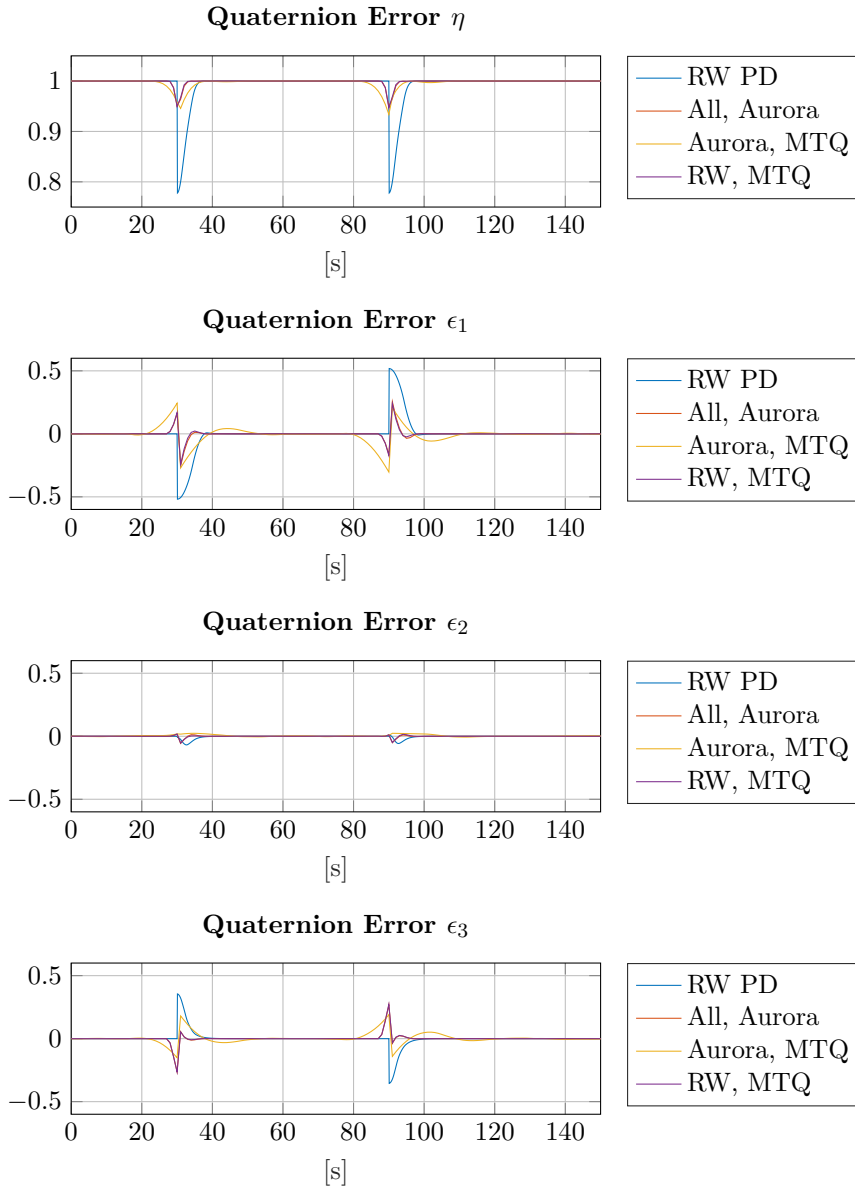 Quaternion Error η
1
0.9
0.8
0 20 40 60 80 100 120 140
[s]
RW PD
All, Aurora
Aurora, MTQ
RW, MTQ
Quaternion Error ϵ₁
0.5
0
−0.5
0 20 40 60 80 100 120 140
[s]
RW PD
All, Aurora
Aurora, MTQ
RW, MTQ
Quaternion Error ϵ₂
0.5
0
−0.5
0 20 40 60 80 100 120 140
[s]
RW PD
All, Aurora
Aurora, MTQ
RW, MTQ
Quaternion Error ϵ₃
0.5
0
−0.5
0 20 40 60 80 100 120 140
[s]
RW PD
All, Aurora
Aurora, MTQ
RW, MTQ